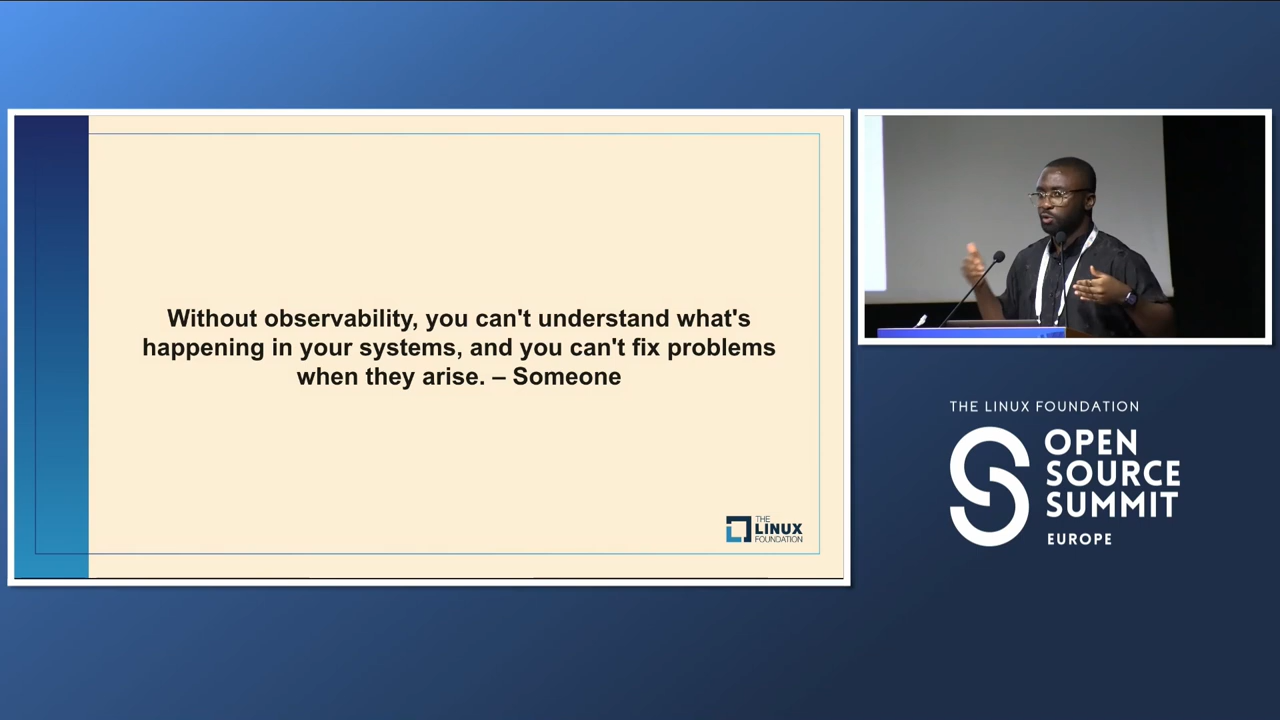 Without observability, you can't understand what's
happening in your systems, and you can't fix problems
when they arise. – Someone
THE
LINUX
FOUNDATION
THE LINUX FOUNDATION
OPEN
SOURCE
SUMMIT
EUROPE